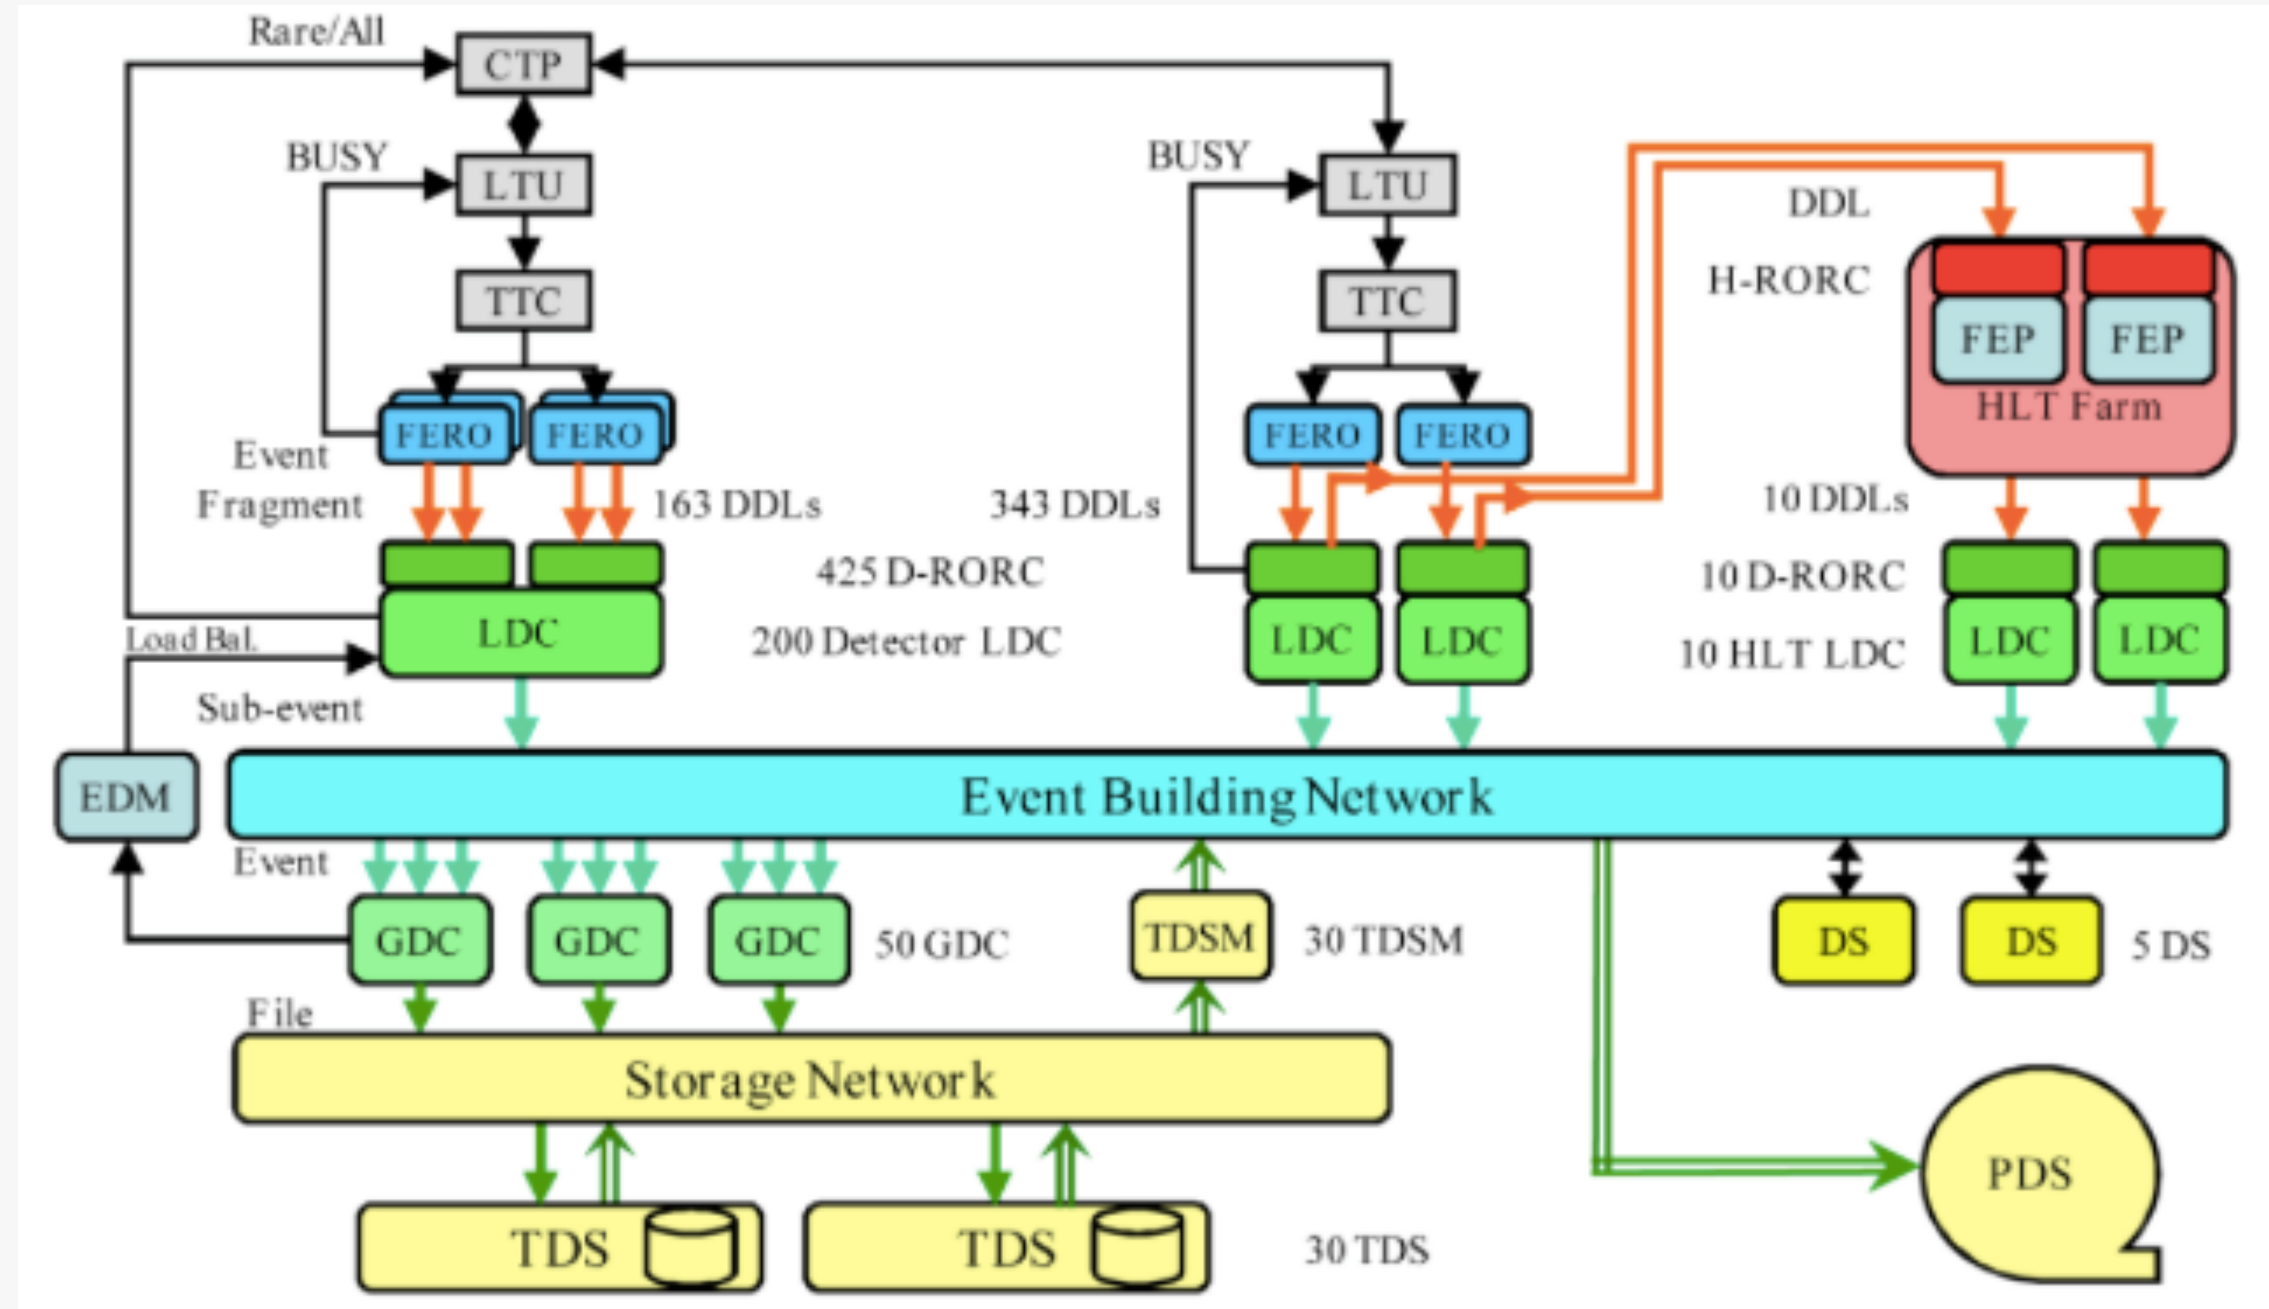 Rare/All
CTP
BUSY
LTU
BUSY
LTU
DDL
TTC
TTC
H-RORC
FEP
FEP
HLT Farm
FERO
FERO
FERO
FERO
Event
Fragment
163 DDLs
343 DDLs
10 DDLs
425 D-RORC
10 D-RORC
LDC
200 Detector LDC
LDC
LDC
10 HLT LDC
LDC
LDC
Load Bal.
Sub-event
EDM
Event Building Network
Event
GDC
GDC
GDC
50 GDC
TDSM
30 TDSM
DS
DS
5 DS
File
Storage Network
PDS
TDS
TDS
30 TDS